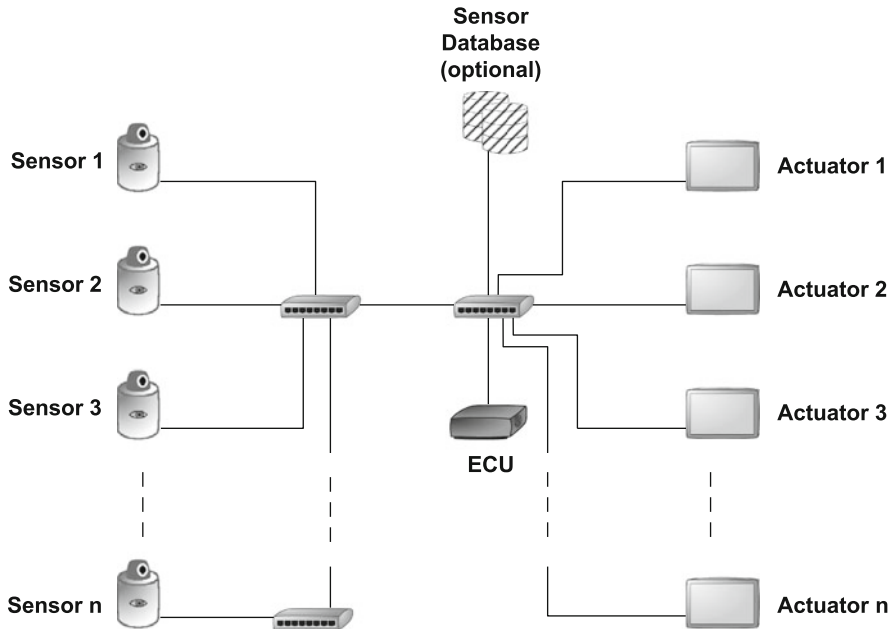 Sensor
Database
(optional)
Sensor 1
Actuator 1
Sensor 2
Actuator 2
Sensor 3
Actuator 3
ECU
Sensor n
Actuator n